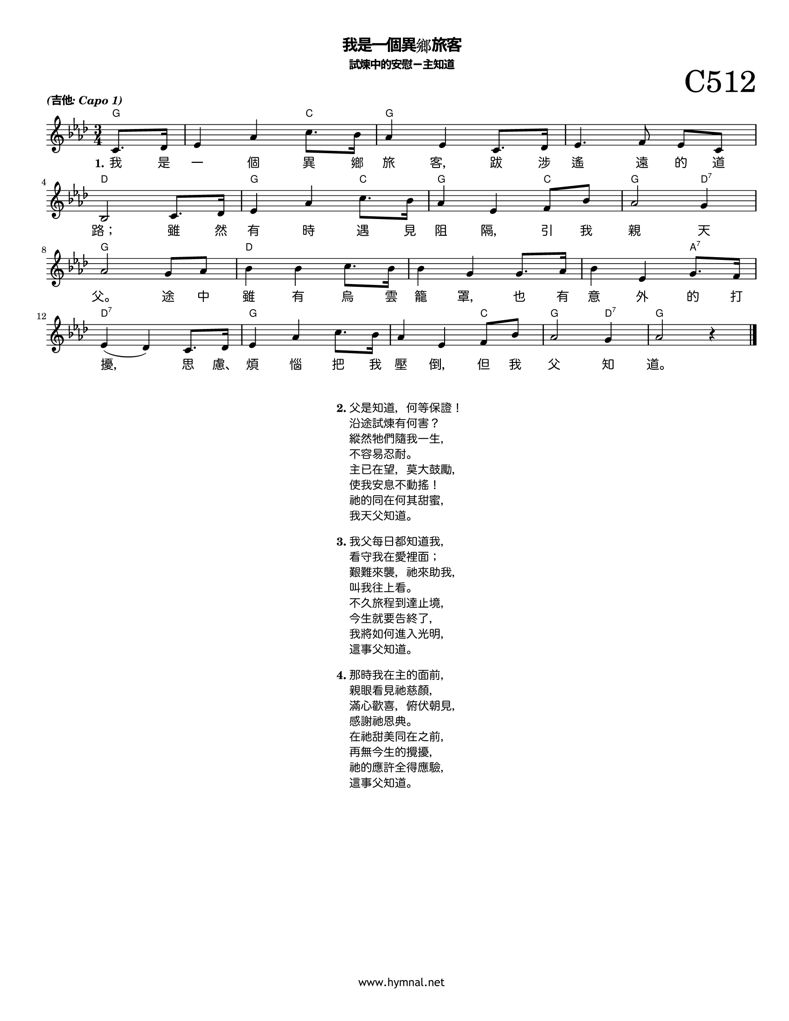 我是一個異鄉旅客
試煉中的安慰－主知道
C512
(吉他: Capo 1)
G C G
3 4
1. 我 是 一 個 異 鄉 旅 客, 跋 涉 遙 遠 的 道
4 D G C G C G D7
路； 雖 然 有 時 遇 見 阻 隔, 引 我 親 天
8 G D A7
父。 途 中 雖 有 烏 雲 籠 罩, 也 有 意 外 的 打
12 D7 G C G D7 G
擾, 思 慮、 煩 惱 把 我 壓 倒, 但 我 父 知 道。
2. 父是知道，何等保證！
沿途試煉有何害？
縱然牠們隨我一生，
不容易忍耐。
主已在望，莫大鼓勵，
使我安息不動搖！
祂的同在何其甜蜜，
我天父知道。
3. 我父每日都知道我，
看守我在愛裡面；
艱難來襲，祂來助我，
叫我往上看。
不久旅程到達止境，
今生就要告終了，
我將如何進入光明，
這事父知道。
4. 那時我在主的面前，
親眼看見祂慈顏，
滿心歡喜，俯伏朝見，
感謝祂恩典。
在祂甜美同在之前，
再無今生的攪擾，
祂的應許全得應驗，
這事父知道。
www.hymnal.net